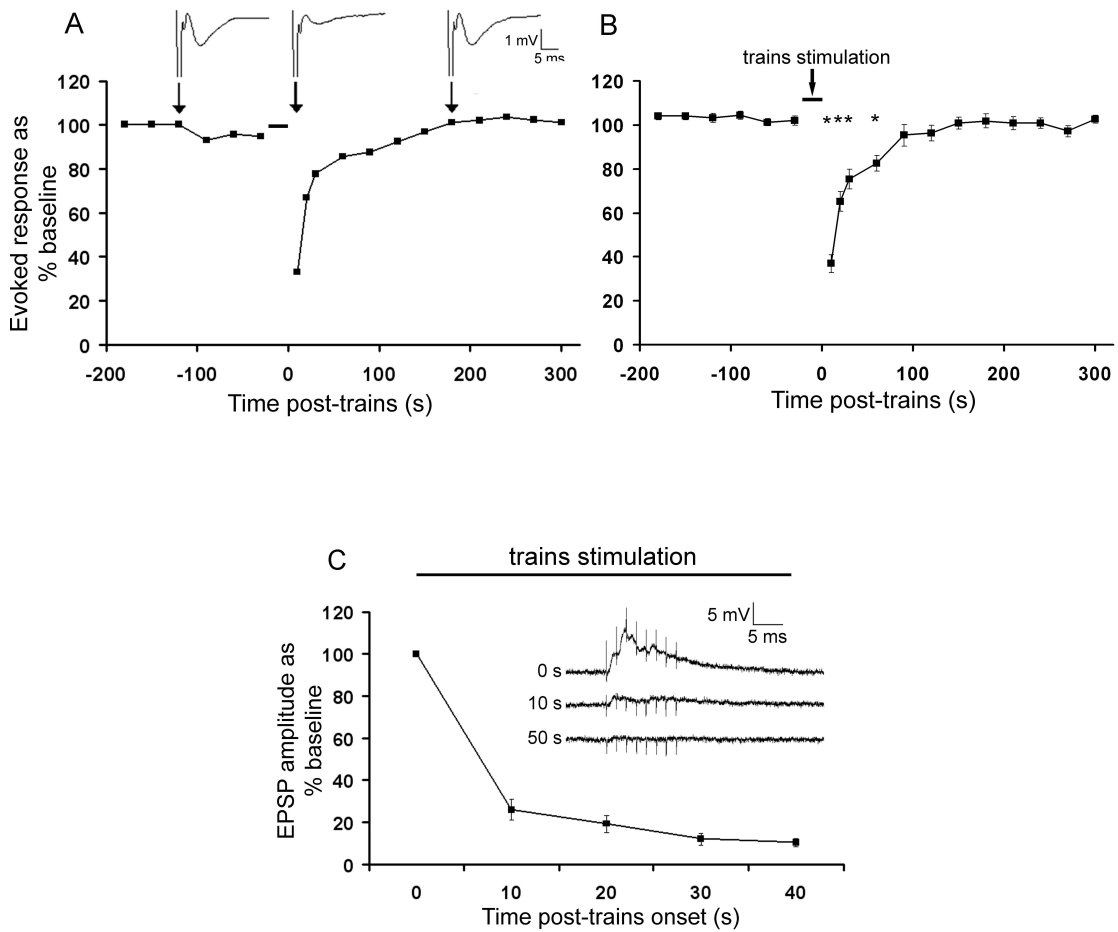 A
1 mV
5 ms
120
100
80
60
40
20
0
-200
-100
0
100
200
300
Evoked response as
% baseline
Time post-trains (s)
B
trains stimulation
* * * *
120
100
80
60
40
20
0
-200
-100
0
100
200
300
Time post-trains (s)
C
trains stimulation
5 mV
5 ms
0 s
10 s
50 s
120
100
80
60
40
20
0
0
10
20
30
40
EPSP amplitude as
% baseline
Time post-trains onset (s)